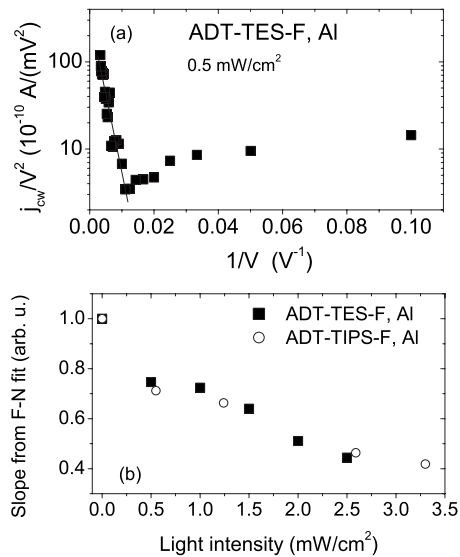 (a) ADT-TES-F, Al
0.5 mW/cm²
100
10
j_cw/V² (10⁻¹⁰ A/(mV²)
0.00 0.02 0.04 0.06 0.08 0.10
1/V (V⁻¹)
1.0
0.8
0.6
0.4
Slope from F-N fit (arb. u.)
ADT-TES-F, Al
ADT-TIPS-F, Al
(b)
0.0 0.5 1.0 1.5 2.0 2.5 3.0 3.5
Light intensity (mW/cm²)